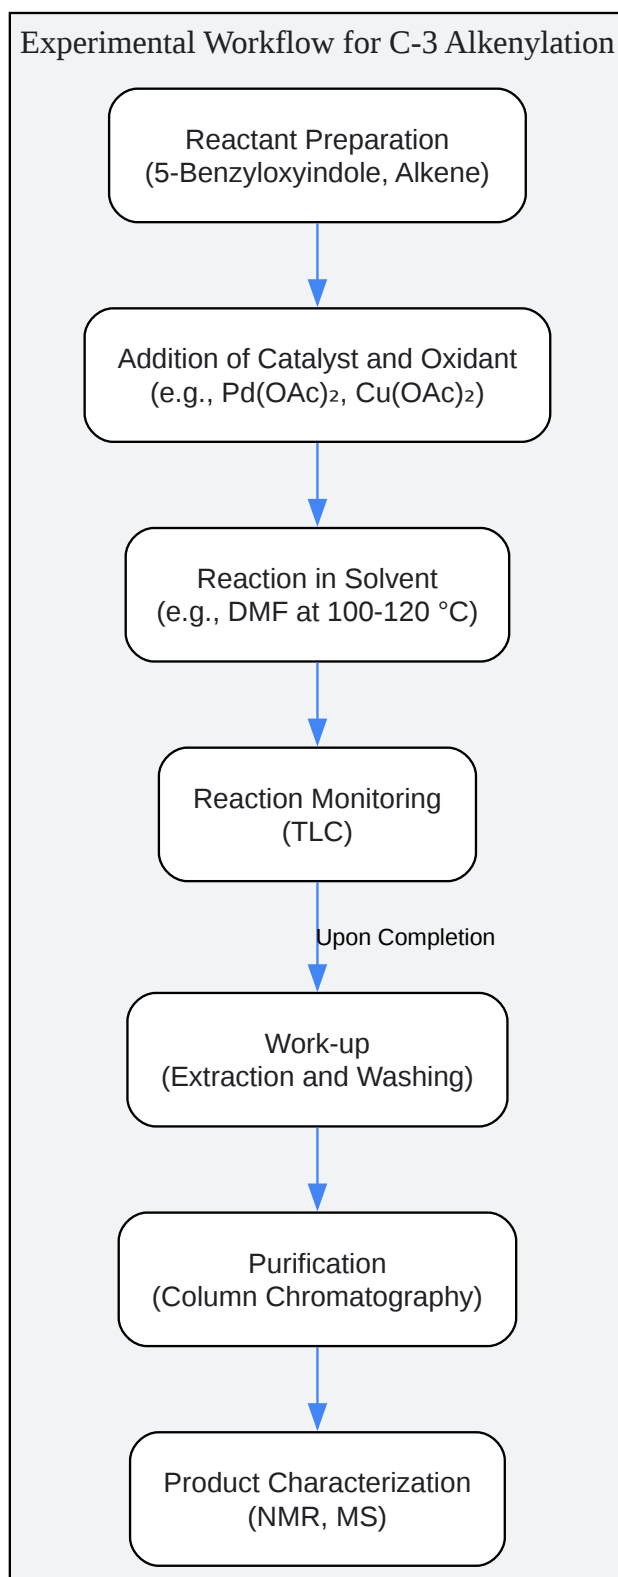 Experimental Workflow for C-3 Alkenylation
Reactant Preparation
(5-Benzyloxyindole, Alkene)
Addition of Catalyst and Oxidant
(e.g., Pd(OAc)₂, Cu(OAc)₂)
Reaction in Solvent
(e.g., DMF at 100-120 °C)
Reaction Monitoring
(TLC)
Upon Completion
Work-up
(Extraction and Washing)
Purification
(Column Chromatography)
Product Characterization
(NMR, MS)